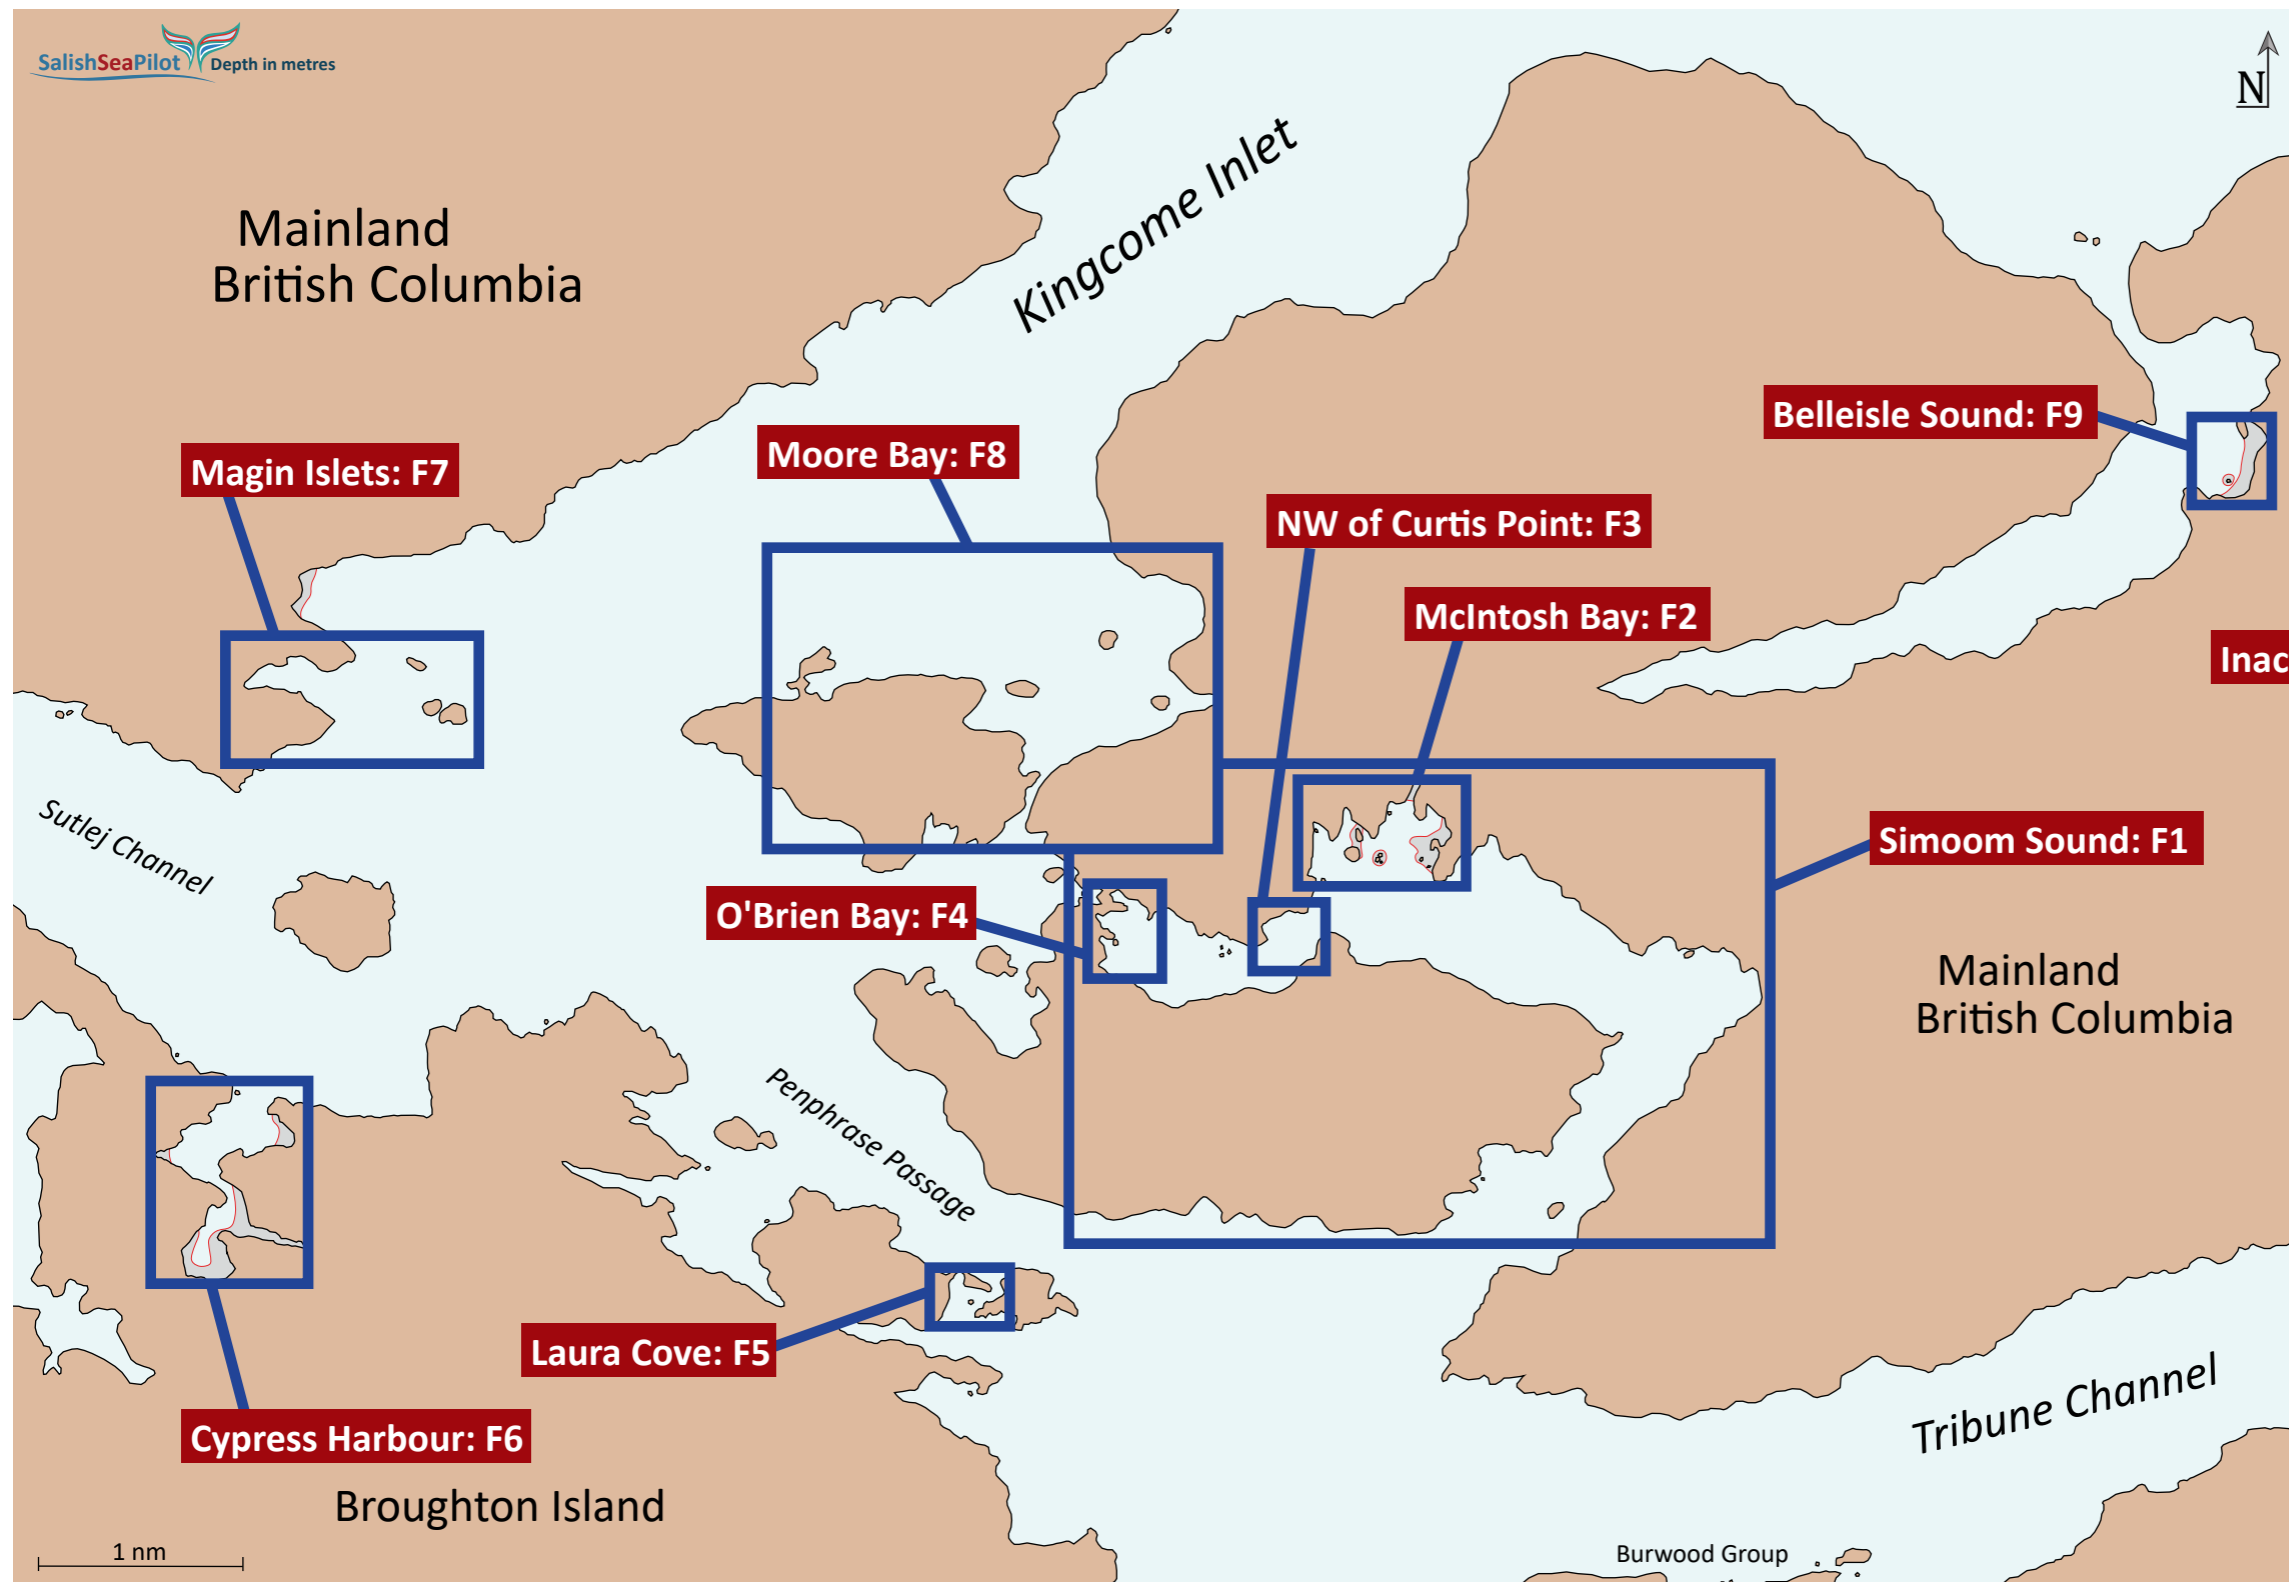 SalishSeaPilot Depth in metres
N
Mainland
British Columbia
Kingcome Inlet
Belleisle Sound: F9
Moore Bay: F8
Magin Islets: F7
NW of Curtis Point: F3
McIntosh Bay: F2
Inac
Sutlej Channel
Simoom Sound: F1
O'Brien Bay: F4
Mainland
British Columbia
Penphrase Passage
Laura Cove: F5
Tribune Channel
Cypress Harbour: F6
Broughton Island
1 nm
Burwood Group